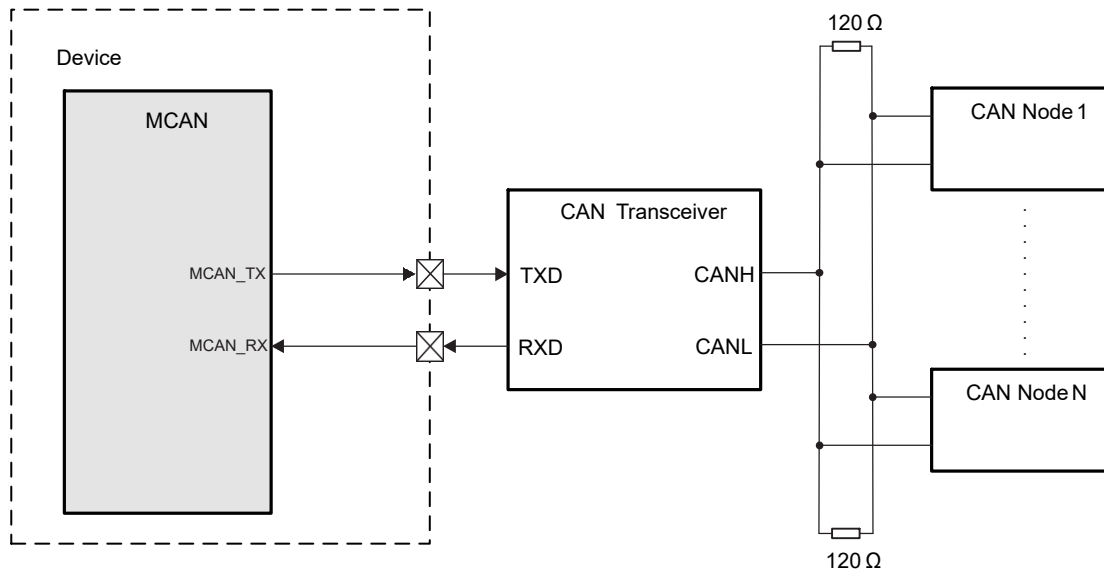 120 Ω
Device
MCAN
CAN Node 1
CAN Transceiver
MCAN_TX
TXD
CANH
MCAN_RX
RXD
CANL
CAN Node N
120 Ω